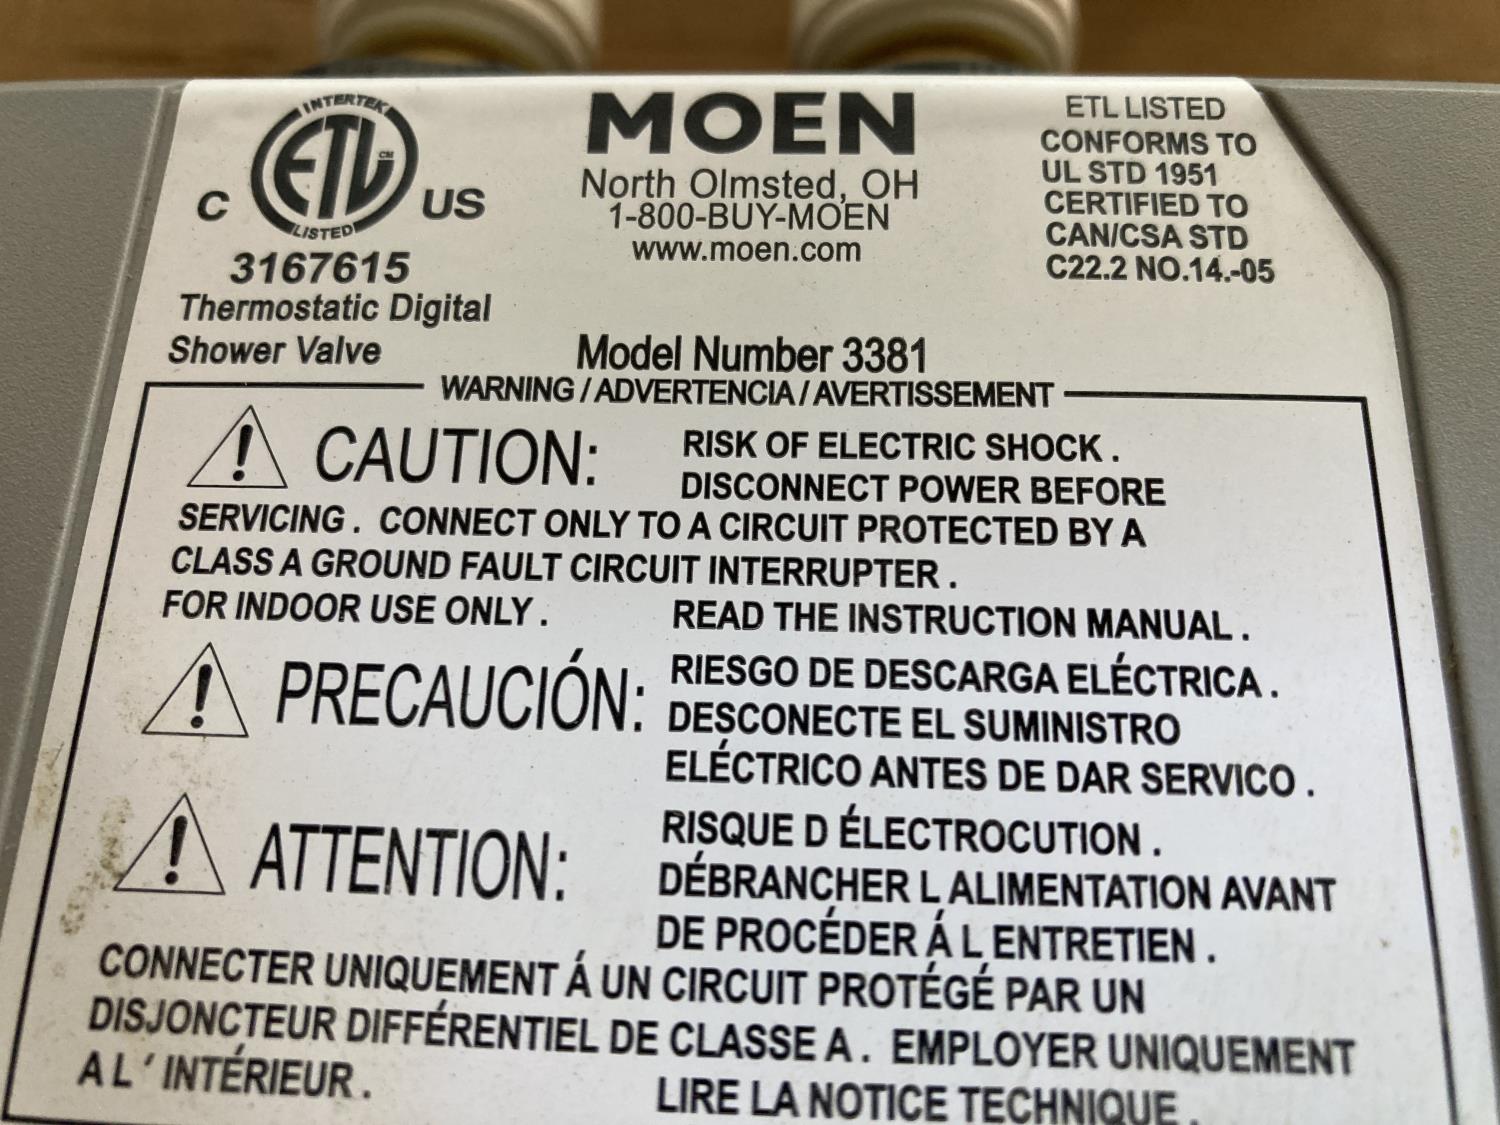 INTERTEK
ETL CM
LISTED
C US
3167615
Thermostatic Digital
Shower Valve
MOEN
North Olmsted, OH
1-800-BUY-MOEN
www.moen.com
Model Number 3381
ETL LISTED
CONFORMS TO
UL STD 1951
CERTIFIED TO
CAN/CSA STD
C22.2 NO.14.-05
WARNING / ADVERTENCIA / AVERTISSEMENT
! CAUTION: RISK OF ELECTRIC SHOCK .
DISCONNECT POWER BEFORE
SERVICING . CONNECT ONLY TO A CIRCUIT PROTECTED BY A
CLASS A GROUND FAULT CIRCUIT INTERRUPTER .
FOR INDOOR USE ONLY . READ THE INSTRUCTION MANUAL .
! PRECAUCIÓN: RIESGO DE DESCARGA ELÉCTRICA .
DESCONECTE EL SUMINISTRO
ELÉCTRICO ANTES DE DAR SERVICO .
! ATTENTION: RISQUE D ÉLECTROCUTION .
DÉBRANCHER L ALIMENTATION AVANT
DE PROCÉDER Á L ENTRETIEN .
CONNECTER UNIQUEMENT Á UN CIRCUIT PROTÉGÉ PAR UN
DISJONCTEUR DIFFÉRENTIEL DE CLASSE A . EMPLOYER UNIQUEMENT
A L ' INTÉRIEUR . LIRE LA NOTICE TECHNIQUE .